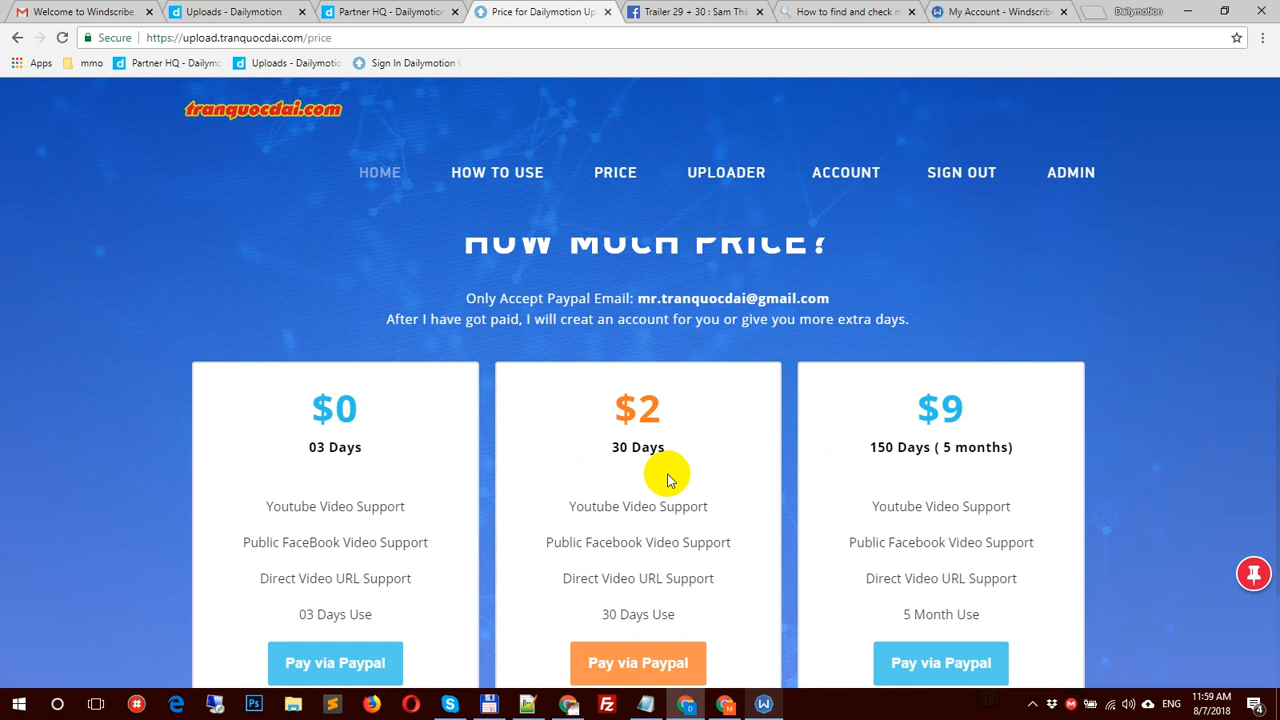 Welcome to Windscribe,
Uploads - Dailymotion
Partner HQ - Dailymotion
Price for Dailymotion Up
Trailer 29 + 30 : Sam Thá
How to find and check m
My Account - Windscribe
Dailymotion
Secure
https://upload.tranquocdai.com/price
Apps
mmo
Partner HQ - Dailymo
Uploads - Dailymotio
Sign In Dailymotion U
tranquocdai.com
HOME
HOW TO USE
PRICE
UPLOADER
ACCOUNT
SIGN OUT
ADMIN
HOW MUCH PRICE?
Only Accept Paypal Email: mr.tranquocdai@gmail.com
After I have got paid, I will creat an account for you or give you more extra days.
$0
03 Days
Youtube Video Support
Public FaceBook Video Support
Direct Video URL Support
03 Days Use
Pay via Paypal
$2
30 Days
Youtube Video Support
Public Facebook Video Support
Direct Video URL Support
30 Days Use
Pay via Paypal
$9
150 Days ( 5 months)
Youtube Video Support
Public Facebook Video Support
Direct Video URL Support
5 Month Use
Pay via Paypal
ENG
11:59 AM
8/7/2018